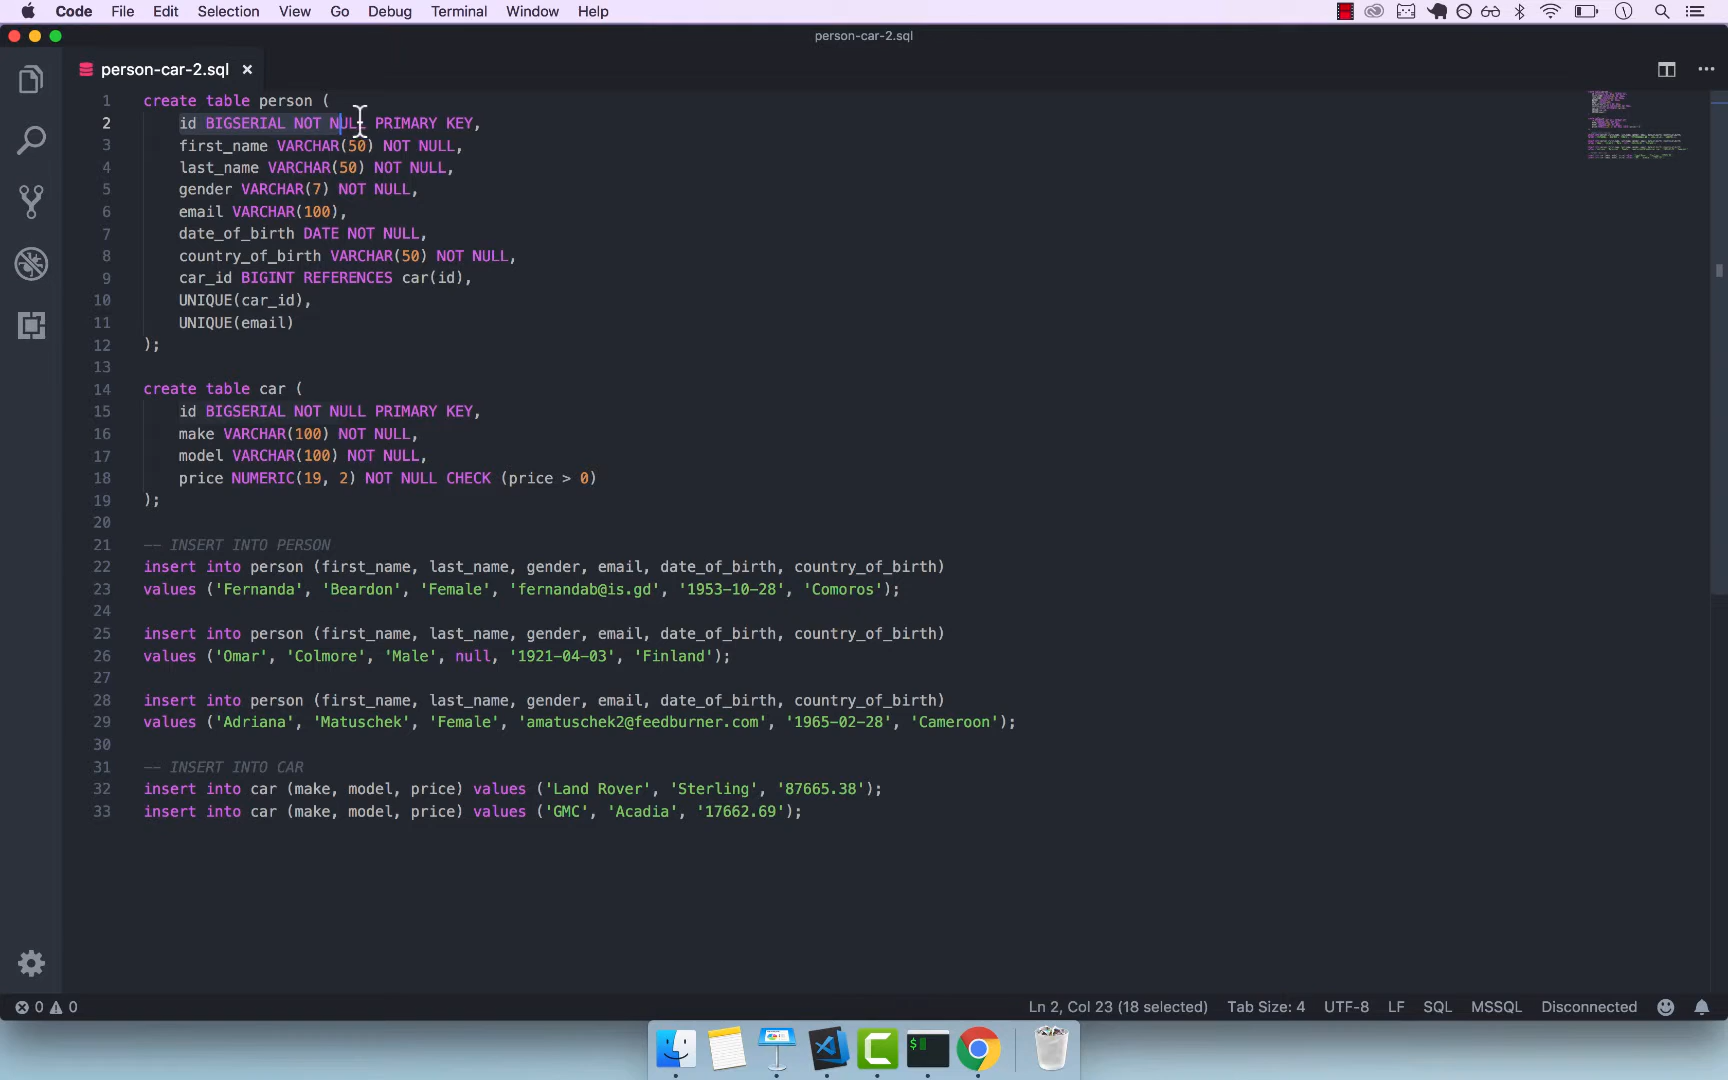 Code File Edit Selection View Go Debug Terminal Window Help
person-car-2.sql
person-car-2.sql ×
1 create table person (
2 id BIGSERIAL NOT NULL PRIMARY KEY,
3 first_name VARCHAR(50) NOT NULL,
4 last_name VARCHAR(50) NOT NULL,
5 gender VARCHAR(7) NOT NULL,
6 email VARCHAR(100),
7 date_of_birth DATE NOT NULL,
8 country_of_birth VARCHAR(50) NOT NULL,
9 car_id BIGINT REFERENCES car(id),
10 UNIQUE(car_id),
11 UNIQUE(email)
12 );
13
14 create table car (
15 id BIGSERIAL NOT NULL PRIMARY KEY,
16 make VARCHAR(100) NOT NULL,
17 model VARCHAR(100) NOT NULL,
18 price NUMERIC(19, 2) NOT NULL CHECK (price > 0)
19 );
20
21 -- INSERT INTO PERSON
22 insert into person (first_name, last_name, gender, email, date_of_birth, country_of_birth)
23 values ('Fernanda', 'Beardon', 'Female', 'fernandab@is.gd', '1953-10-28', 'Comoros');
24
25 insert into person (first_name, last_name, gender, email, date_of_birth, country_of_birth)
26 values ('Omar', 'Colmore', 'Male', null, '1921-04-03', 'Finland');
27
28 insert into person (first_name, last_name, gender, email, date_of_birth, country_of_birth)
29 values ('Adriana', 'Matuschek', 'Female', 'amatuschek2@feedburner.com', '1965-02-28', 'Cameroon');
30
31 -- INSERT INTO CAR
32 insert into car (make, model, price) values ('Land Rover', 'Sterling', '87665.38');
33 insert into car (make, model, price) values ('GMC', 'Acadia', '17662.69');
0 0 Ln 2, Col 23 (18 selected) Tab Size: 4 UTF-8 LF SQL MSSQL Disconnected